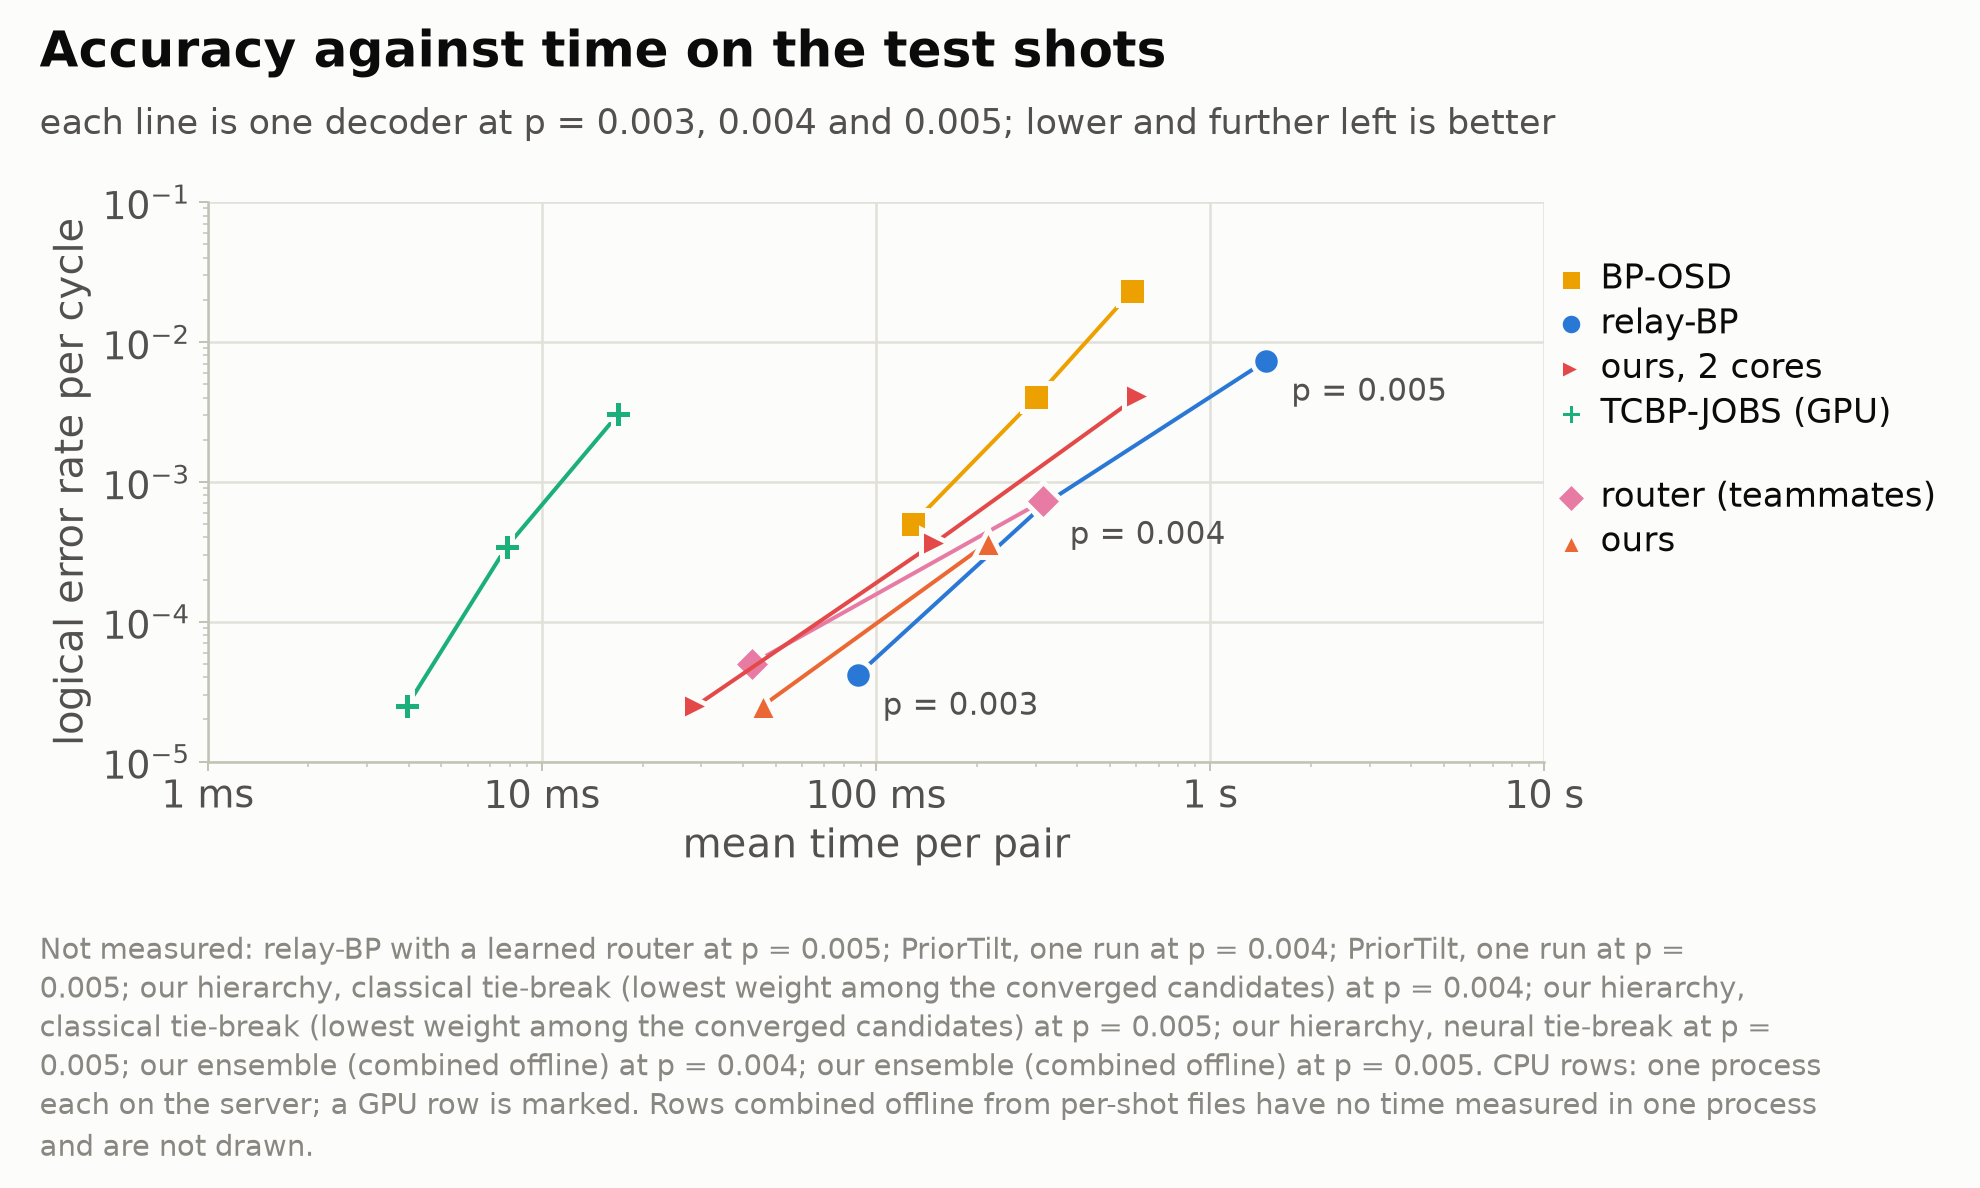 Accuracy against time on the test shots
each line is one decoder at p = 0.003, 0.004 and 0.005; lower and further left is better
logical error rate per cycle
10⁻¹
10⁻²
10⁻³
10⁻⁴
10⁻⁵
p = 0.005
p = 0.004
p = 0.003
BP-OSD
relay-BP
ours, 2 cores
TCBP-JOBS (GPU)
router (teammates)
ours
1 ms
10 ms
100 ms
1 s
10 s
mean time per pair
Not measured: relay-BP with a learned router at p = 0.005; PriorTilt, one run at p = 0.004; PriorTilt, one run at p =
0.005; our hierarchy, classical tie-break (lowest weight among the converged candidates) at p = 0.004; our hierarchy,
classical tie-break (lowest weight among the converged candidates) at p = 0.005; our hierarchy, neural tie-break at p =
0.005; our ensemble (combined offline) at p = 0.004; our ensemble (combined offline) at p = 0.005. CPU rows: one process
each on the server; a GPU row is marked. Rows combined offline from per-shot files have no time measured in one process
and are not drawn.